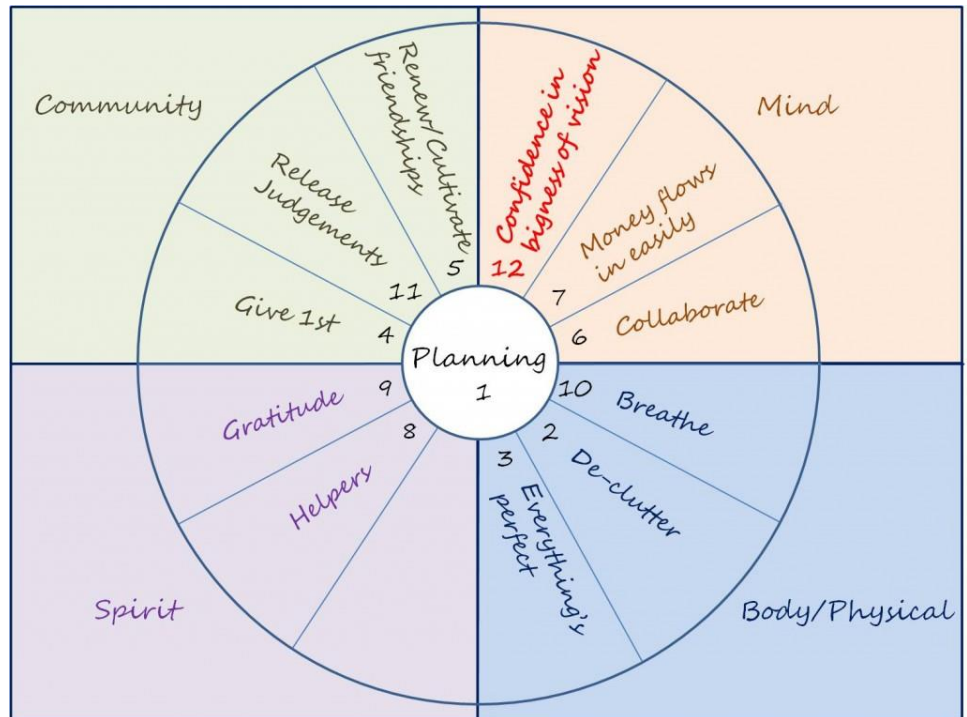 Community
Renew/Cultivate
friendships
5
Release
Judgements
11
Give 1st
4
Confidence in
bigness of vision
12
Mind
Money flows
in easily
7
Collaborate
6
Planning
1
Gratitude
9
Helpers
8
Spirit
10
Breathe
2
De-clutter
3
Everything's
perfect
Body/Physical